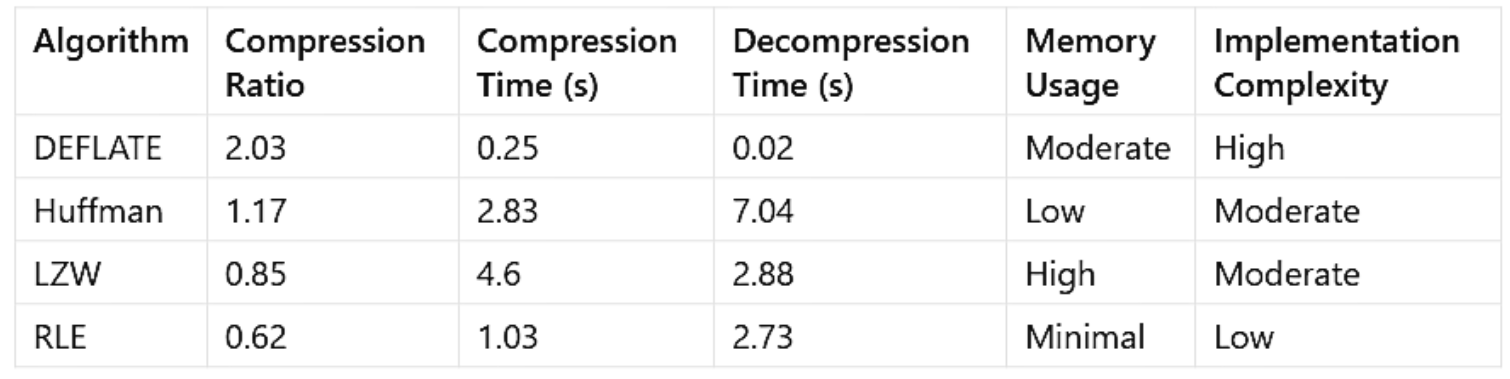 Algorithm Compression Ratio Compression Time (s) Decompression Time (s) Memory Usage Implementation Complexity
DEFLATE 2.03 0.25 0.02 Moderate High
Huffman 1.17 2.83 7.04 Low Moderate
LZW 0.85 4.6 2.88 High Moderate
RLE 0.62 1.03 2.73 Minimal Low